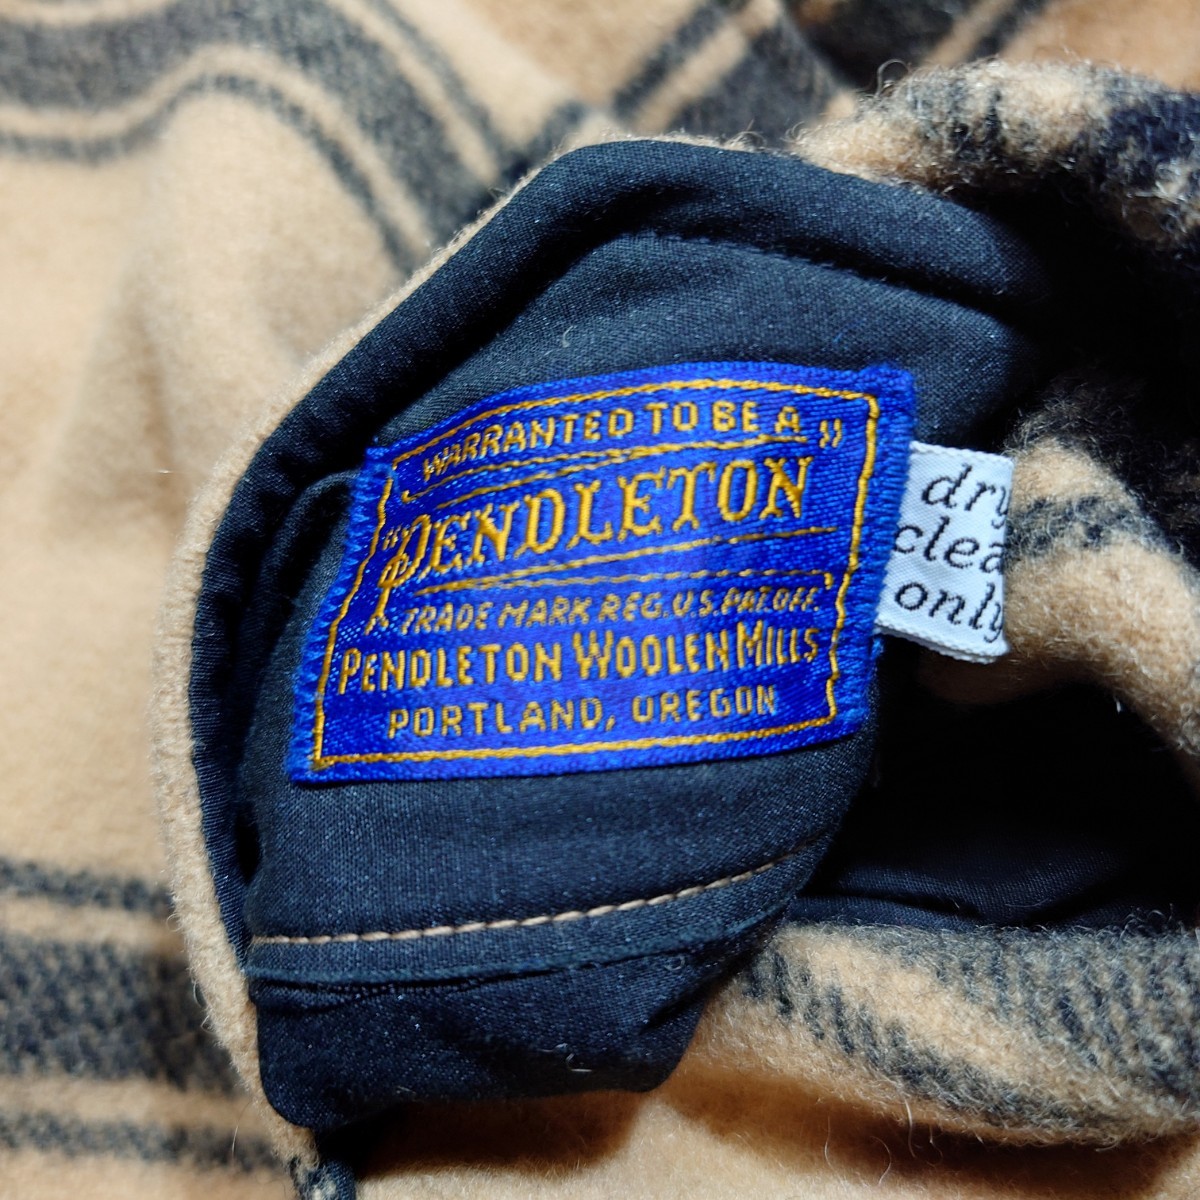 WARRANTED TO BE A
"PENDLETON"
TRADE MARK REG. U.S. PAT. OFF.
PENDLETON WOOLEN MILLS
PORTLAND, OREGON
dry
clea
only